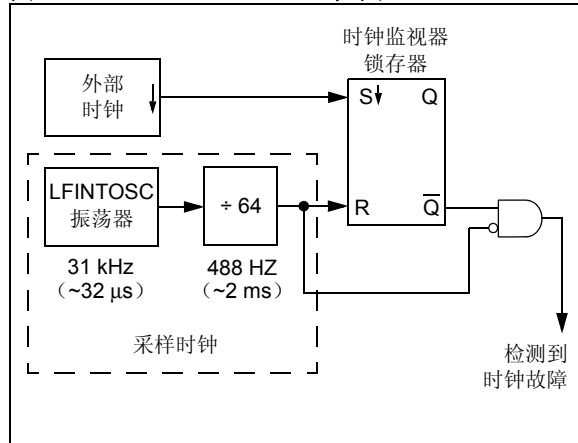 时钟监视器
锁存器
外部
时钟
S
Q
LFINTOSC
振荡器
÷ 64
R
Q
31 kHz
(~32 µs)
488 HZ
(~2 ms)
采样时钟
检测到
时钟故障